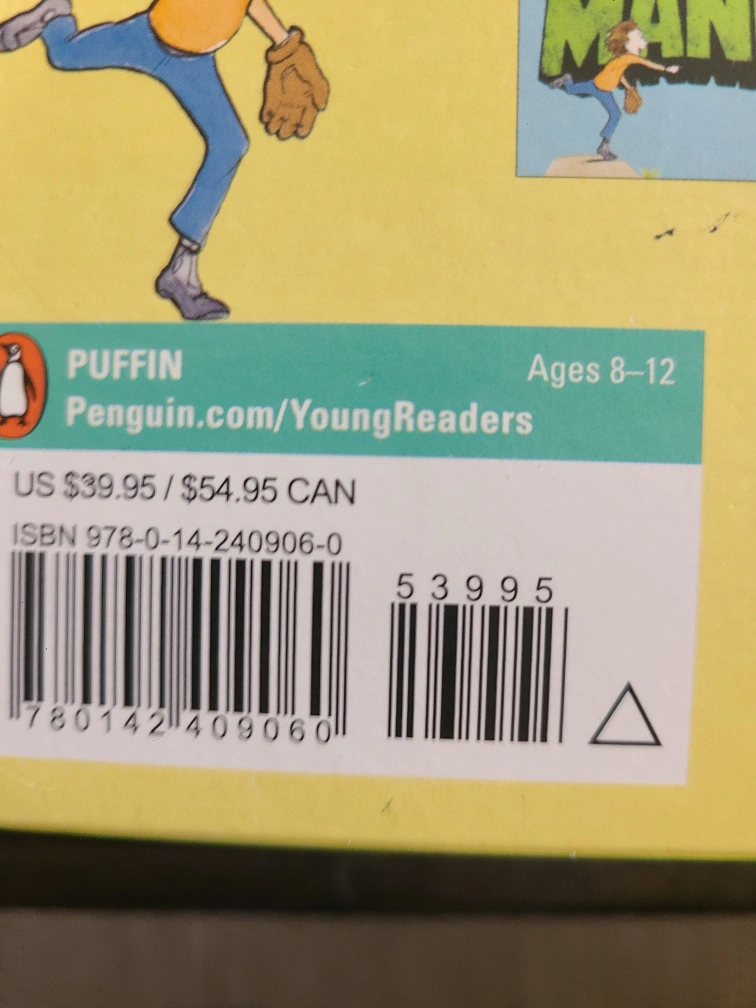 MAN
PUFFIN
Ages 8–12
Penguin.com/YoungReaders
US $39.95 / $54.95 CAN
ISBN 978-0-14-240906-0
53995
780142 409060